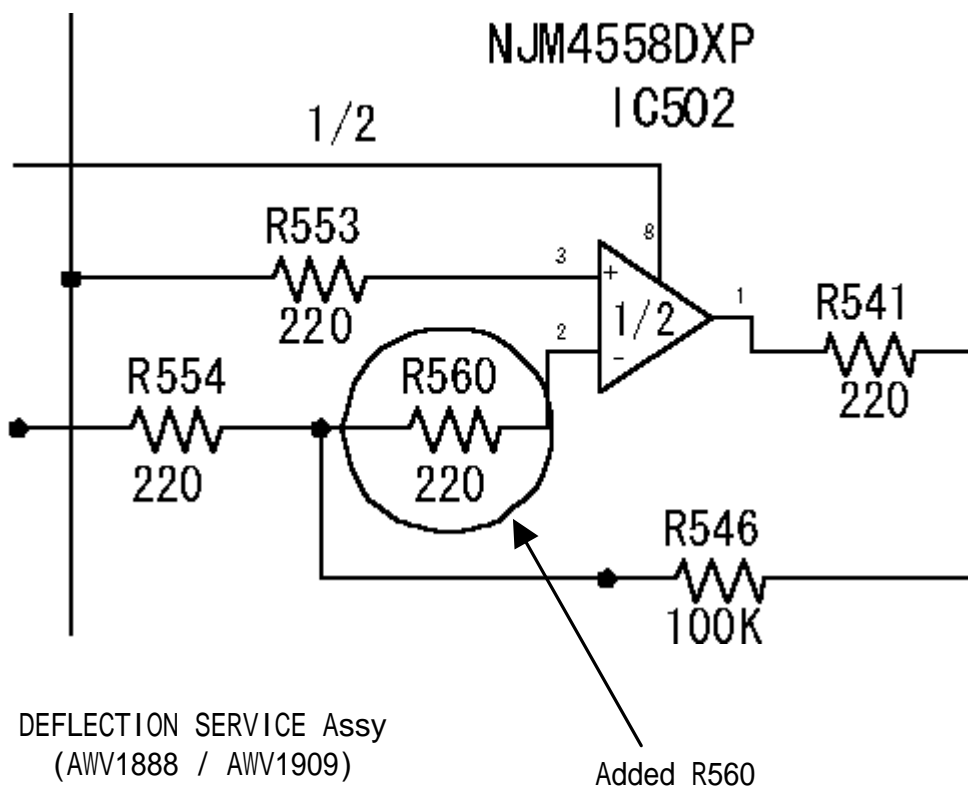 NJM4558DXP
IC502
1/2
R553
220
3
8
+
1/2
-
2
1
R541
220
R554
220
R560
220
R546
100K
DEFLECTION SERVICE Assy
(AWV1888 / AWV1909)
Added R560